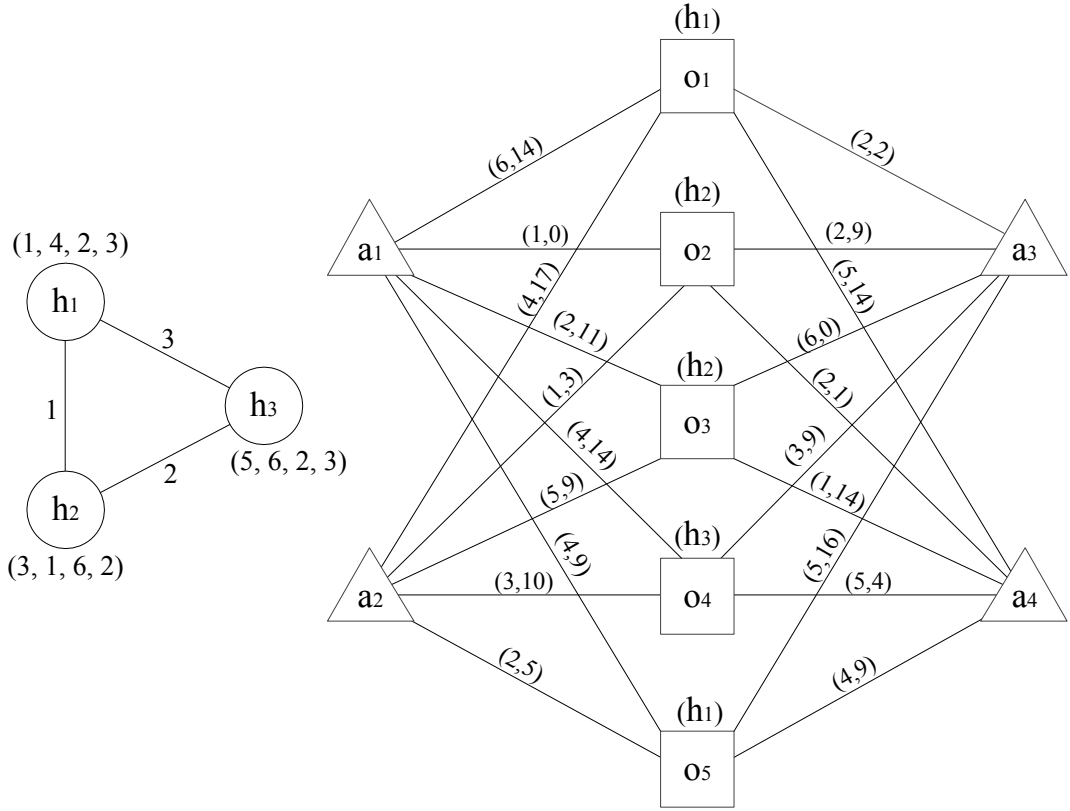 (1, 4, 2, 3)
h1
3
1
h3
(5, 6, 2, 3)
2
h2
(3, 1, 6, 2)
(h1)
o1
(6,14)
(2,2)
(h2)
a1
(1,0)
o2
(2,9)
a3
(4,17)
(5,14)
(2,11)
(6,0)
(h2)
(1,3)
(2,1)
o3
(4,14)
(3,9)
(5,9)
(1,14)
(4,9)
(h3)
(5,16)
a2
(3,10)
o4
(5,4)
a4
(2,5)
(4,9)
(h1)
o5